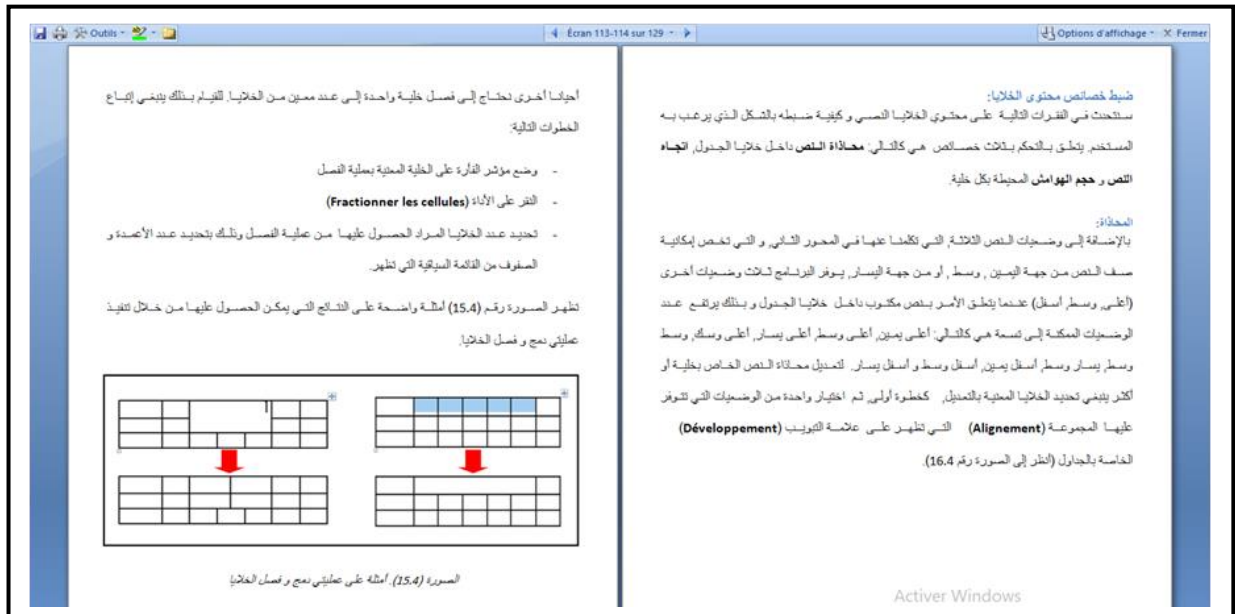 Outils
Écran 113-114 sur 129
Options d'affichage
Fermer
أحيانا أخرى نحتاج إلى فصل خلية واحدة إلى عدد معين من الخلايا. للقيام بذلك ينبغي إتباع
الخطوات التالية:
- وضع مؤشر الفأرة على الخلية المعنية بعملية الفصل
- النقر على الأداة (Fractionner les cellules)
- تحديد عدد الخلايا المراد الحصول عليها من عملية الفصل وذلك بتحديد عدد الأعمدة و
الصفوف من القائمة السياقية التي تظهر.
تظهر الصورة رقم (15.4) أمثلة واضحة على النتائج التي يمكن الحصول عليها من خلال تنفيذ
عمليتي دمج و فصل الخلايا.
الصورة (15.4). أمثلة على عمليتي دمج و فصل الخلايا
ضبط خصائص محتوى الخلايا:
سنتحدث في الفقرات التالية على محتوي الخلايا النصي و كيفية ضبطه بالشكل الذي يرغب به
المستخدم. يتعلق بالتحكم بثلاث خصائص هي كالتالي: محاذاة النص داخل خلايا الجدول, اتجاه
النص و حجم الهوامش المحيطة بكل خلية.
المحاذاة:
بالإضافة إلى وضعيات النص الثلاثة, التي تكلمنا عنها في المحور الثاني, و التي تخص إمكانية
صف النص من جهة اليمين , وسط , أو من جهة اليسار, يوفر البرنامج ثلاث وضعيات أخرى
(أعلى, وسط, أسفل) عندما يتعلق الأمر بنص مكتوب داخل خلايا الجدول و بذلك يرتفع عدد
الوضعيات الممكنة إلى تسعة هي كالتالي: أعلى يمين, أعلى وسط, أعلى يسار, أعلى وسك, وسط
وسط, يسار وسط, أسفل يمين, أسفل وسط و أسفل يسار. لتعديل محاذاة النص الخاص بخلية أو
أكثر ينبغي تحديد الخلايا المعنية بالتعديل, كخطوة أولى, ثم اختيار واحدة من الوضعيات التي تتوفر
عليها المجموعة (Alignement) التي تظهر على علامة التبويب (Développement)
الخاصة بالجداول (أنظر إلى الصورة رقم 16.4).
Activer Windows